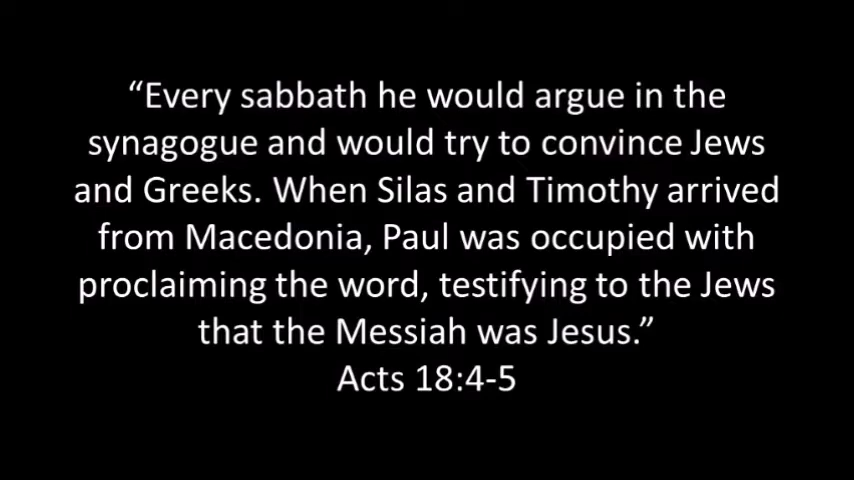 “Every sabbath he would argue in the
synagogue and would try to convince Jews
and Greeks. When Silas and Timothy arrived
from Macedonia, Paul was occupied with
proclaiming the word, testifying to the Jews
that the Messiah was Jesus.”
Acts 18:4-5